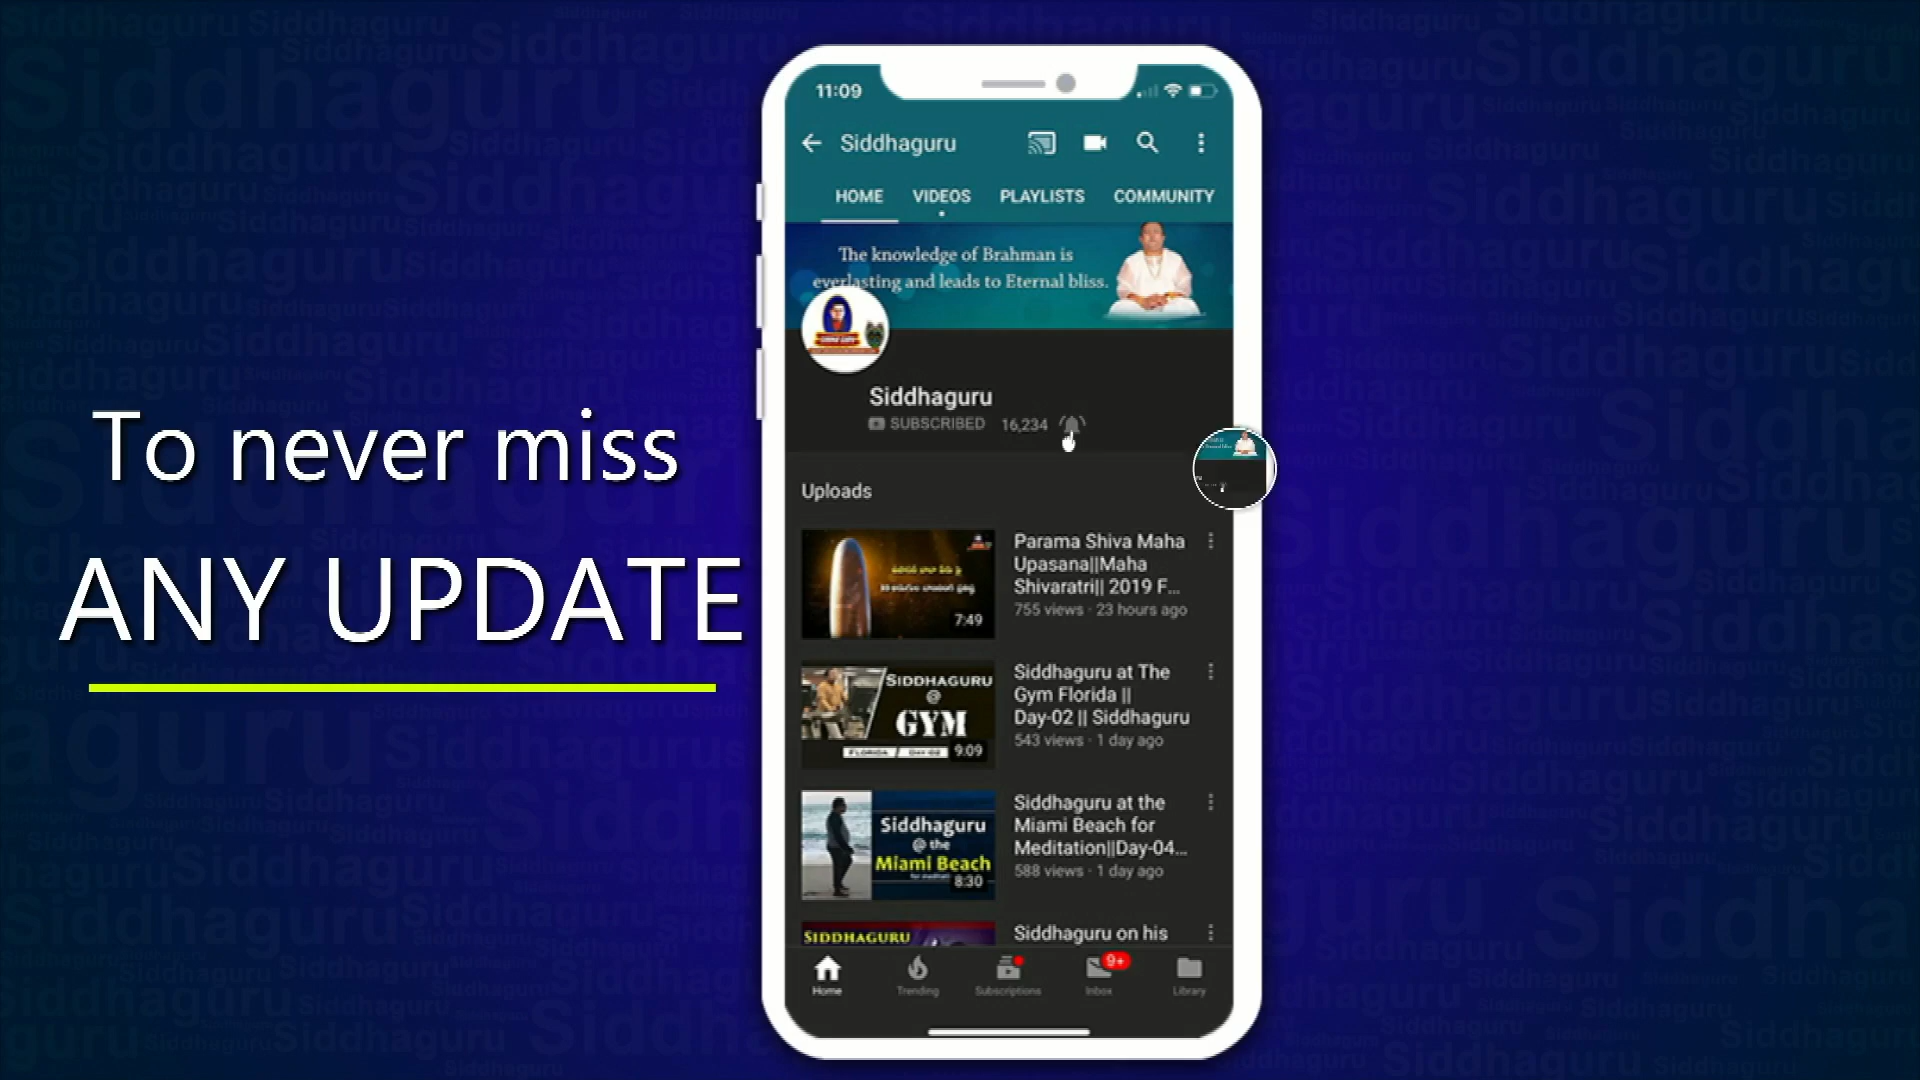 To never miss
ANY UPDATE
11:09
Siddhaguru
HOME VIDEOS PLAYLISTS COMMUNITY
The knowledge of Brahman is
everlasting and leads to Eternal bliss.
Siddhaguru
SUBSCRIBED 16,234
Uploads
7:49
Parama Shiva Maha
Upasana||Maha
Shivaratri|| 2019 F...
755 views · 23 hours ago
SIDDHAGURU
@
GYM
FLORIDA / DAY-02
9:09
Siddhaguru at The
Gym Florida ||
Day-02 || Siddhaguru
543 views · 1 day ago
Siddhaguru
@ the
Miami Beach
8:30
Siddhaguru at the
Miami Beach for
Meditation||Day-04...
588 views · 1 day ago
SIDDHAGURU
Siddhaguru on his
9+
Home Trending Subscriptions Inbox Library